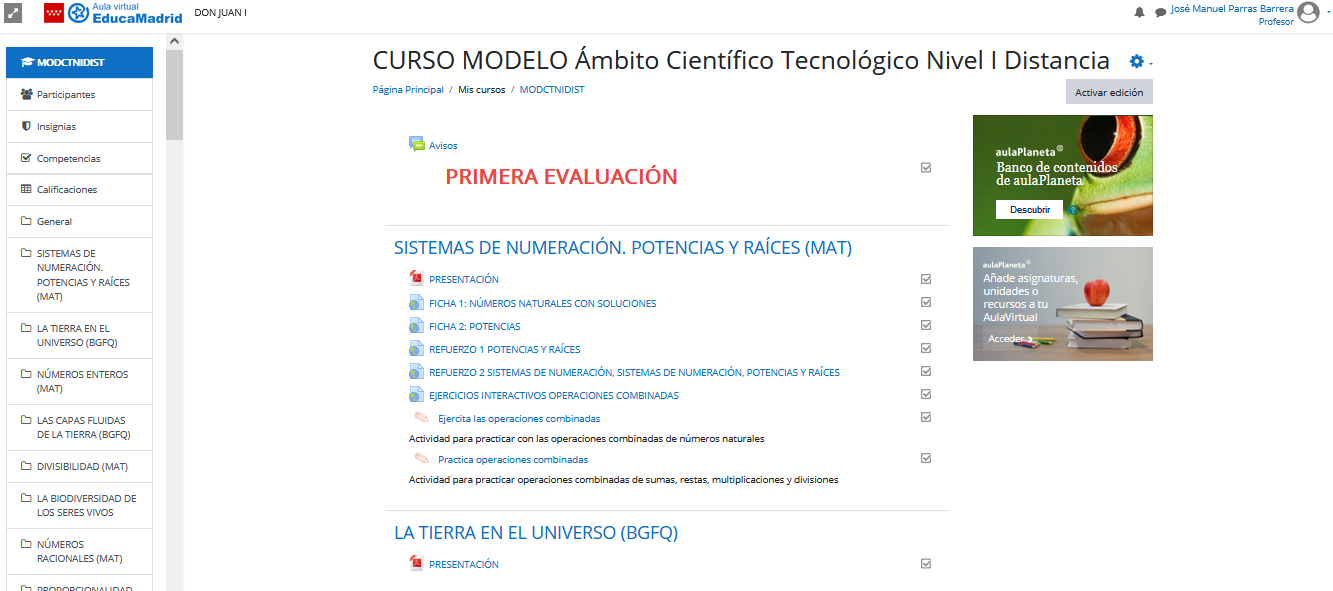 Aula virtual
EducaMadrid
DON JUAN I
José Manuel Parras Barrera
Profesor
MODCTNIDIST
Participantes
Insignias
Competencias
Calificaciones
General
SISTEMAS DE
NUMERACIÓN.
POTENCIAS Y RAÍCES
(MAT)
LA TIERRA EN EL
UNIVERSO (BGFQ)
NÚMEROS ENTEROS
(MAT)
LAS CAPAS FLUIDAS
DE LA TIERRA (BGFQ)
DIVISIBILIDAD (MAT)
LA BIODIVERSIDAD DE
LOS SERES VIVOS
NÚMEROS
RACIONALES (MAT)
PROPORCIONALIDAD
CURSO MODELO Ámbito Científico Tecnológico Nivel I Distancia
Página Principal / Mis cursos / MODCTNIDIST
Activar edición
Avisos
PRIMERA EVALUACIÓN
SISTEMAS DE NUMERACIÓN. POTENCIAS Y RAÍCES (MAT)
PRESENTACIÓN
FICHA 1: NÚMEROS NATURALES CON SOLUCIONES
FICHA 2: POTENCIAS
REFUERZO 1 POTENCIAS Y RAÍCES
REFUERZO 2 SISTEMAS DE NUMERACIÓN, SISTEMAS DE NUMERACIÓN, POTENCIAS Y RAÍCES
EJERCICIOS INTERACTIVOS OPERACIONES COMBINADAS
Ejercita las operaciones combinadas
Actividad para practicar con las operaciones combinadas de números naturales
Practica operaciones combinadas
Actividad para practicar operaciones combinadas de sumas, restas, multiplicaciones y divisiones
LA TIERRA EN EL UNIVERSO (BGFQ)
PRESENTACIÓN
aulaPlaneta
Banco de contenidos
de aulaPlaneta
Descubrir
aulaPlaneta
Añade asignaturas,
unidades o
recursos a tu
AulaVirtual
Acceder >